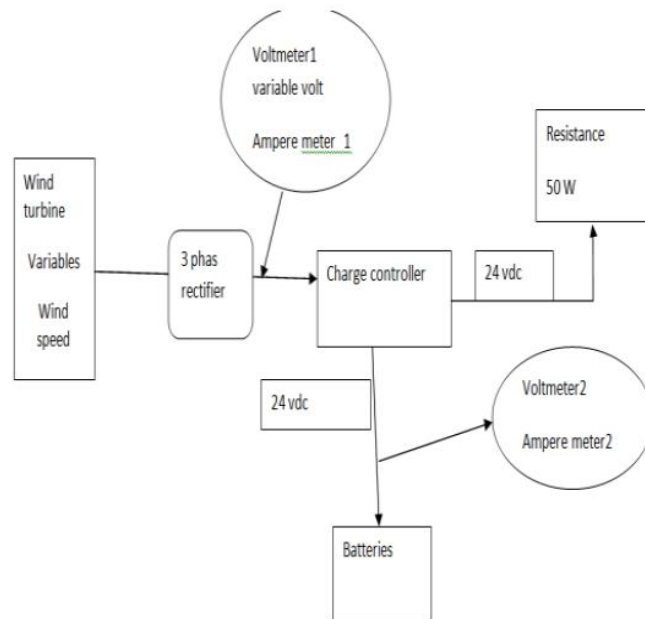 Voltmeter1
variable volt
Ampere meter 1
Resistance
50 W
Wind
turbine
Variables
Wind
speed
3 phas
rectifier
Charge controller
24 vdc
24 vdc
Voltmeter2
Ampere meter2
Batteries